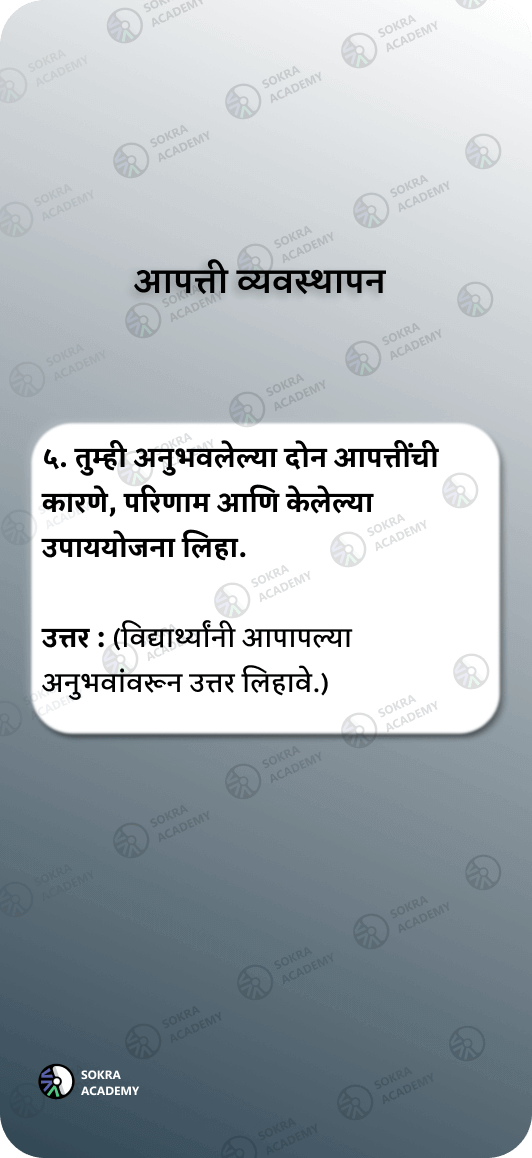 आपत्ती व्यवस्थापन
५. तुम्ही अनुभवलेल्या दोन आपत्तींची
कारणे, परिणाम आणि केलेल्या
उपाययोजना लिहा.
उत्तर : (विद्यार्थ्यांनी आपापल्या
अनुभवांवरून उत्तर लिहावे.)
SOKRA
ACADEMY